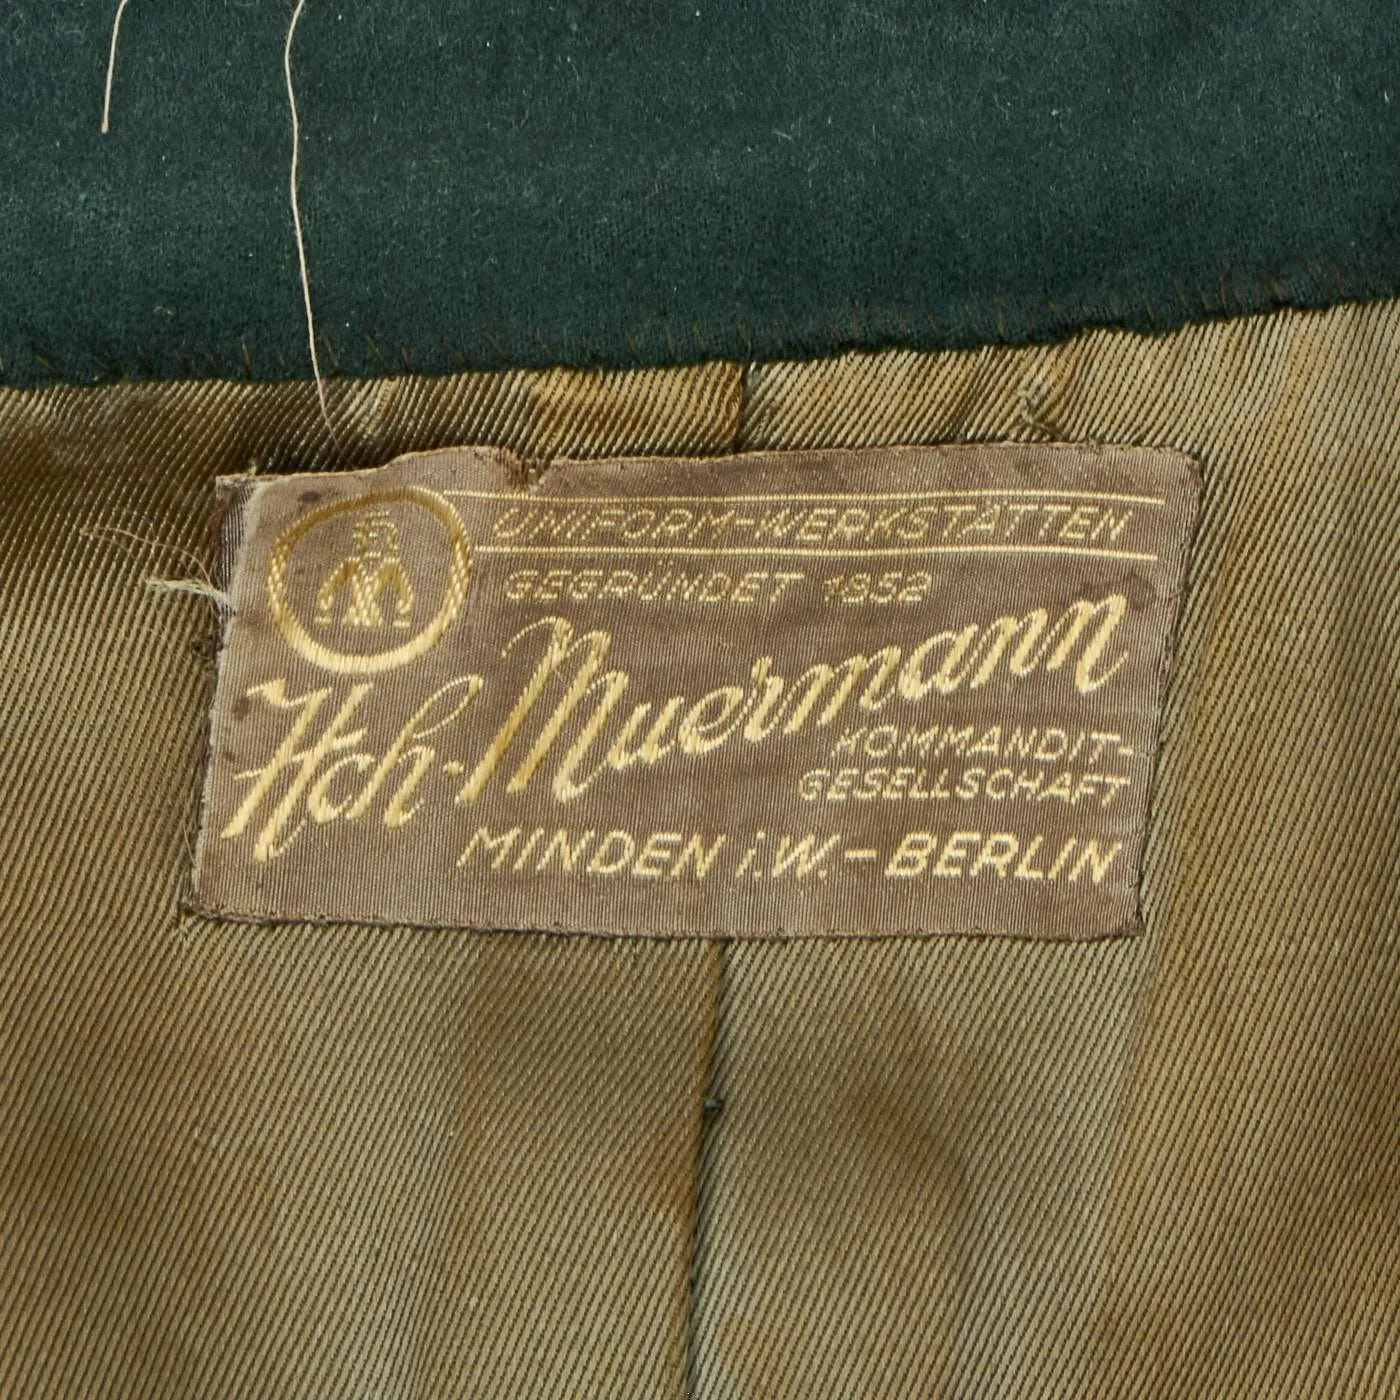 UNIFORM-WERKSTÄTTEN
GEGRÜNDET 1852
Hch. Muermann
KOMMANDIT-
GESELLSCHAFT
MINDEN i.W. - BERLIN